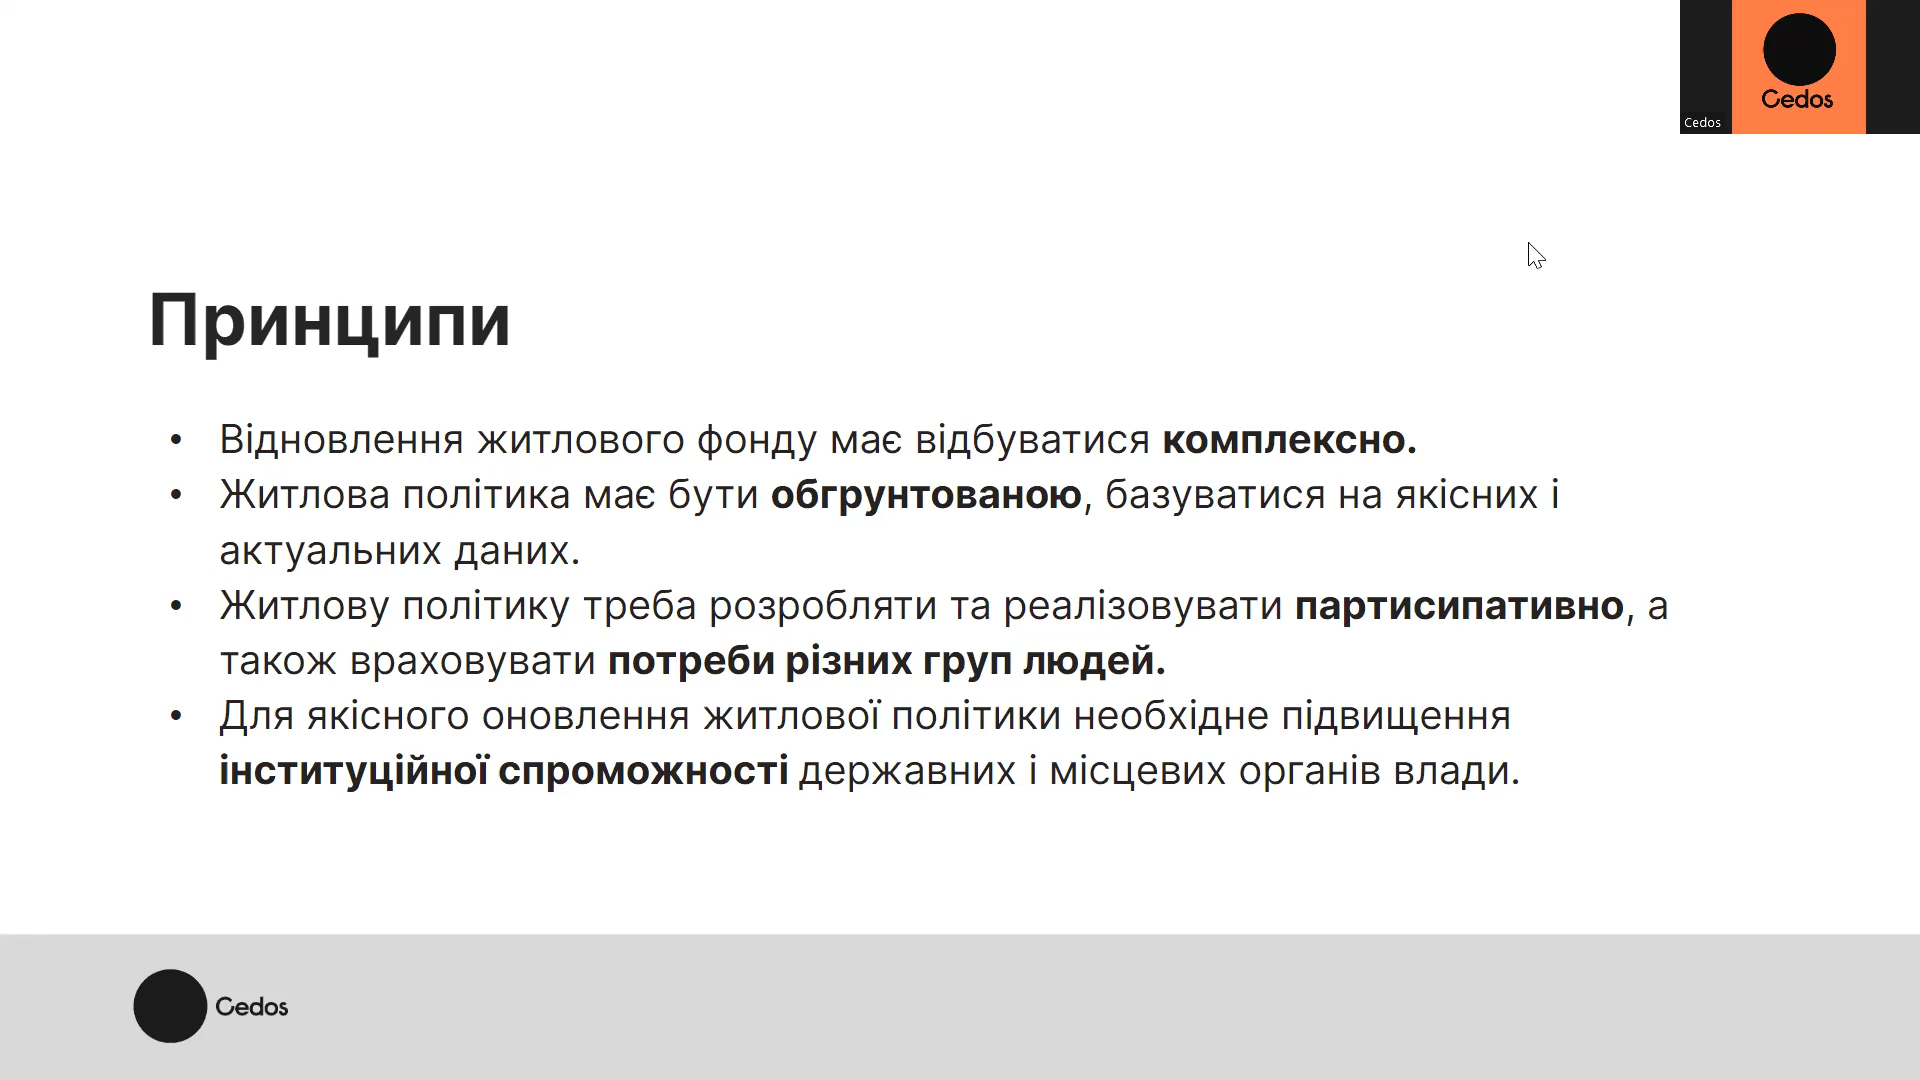 Cedos
Cedos
Принципи
• Відновлення житлового фонду має відбуватися комплексно.
• Житлова політика має бути обгрунтованою, базуватися на якісних і
актуальних даних.
• Житлову політику треба розробляти та реалізовувати партисипативно, а
також враховувати потреби різних груп людей.
• Для якісного оновлення житлової політики необхідне підвищення
інституційної спроможності державних і місцевих органів влади.
Cedos